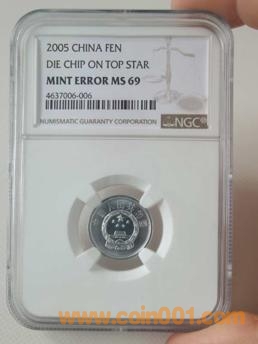 2005 CHINA FEN
DIE CHIP ON TOP STAR
MINT ERROR MS 69
4637006-006
NUMISMATIC GUARANTY CORPORATION
NGC
www.coin001.com